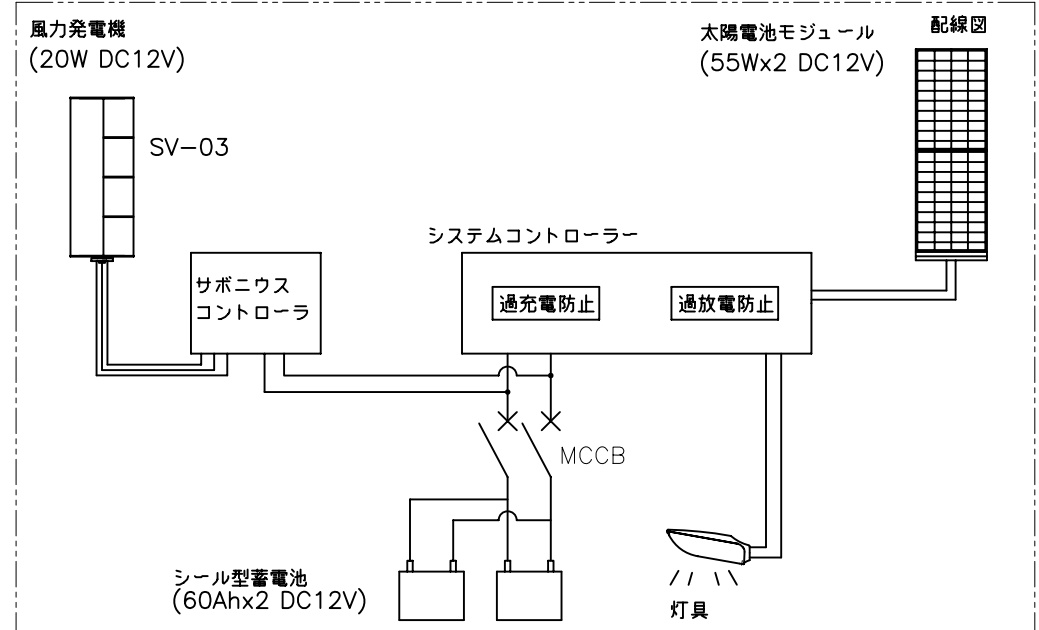 配線図
風力発電機
(20W DC12V)
SV-03
太陽電池モジュール
(55Wx2 DC12V)
システムコントローラー
サボニウス
コントローラ
過充電防止
過放電防止
MCCB
シール型蓄電池
(60Ahx2 DC12V)
灯具